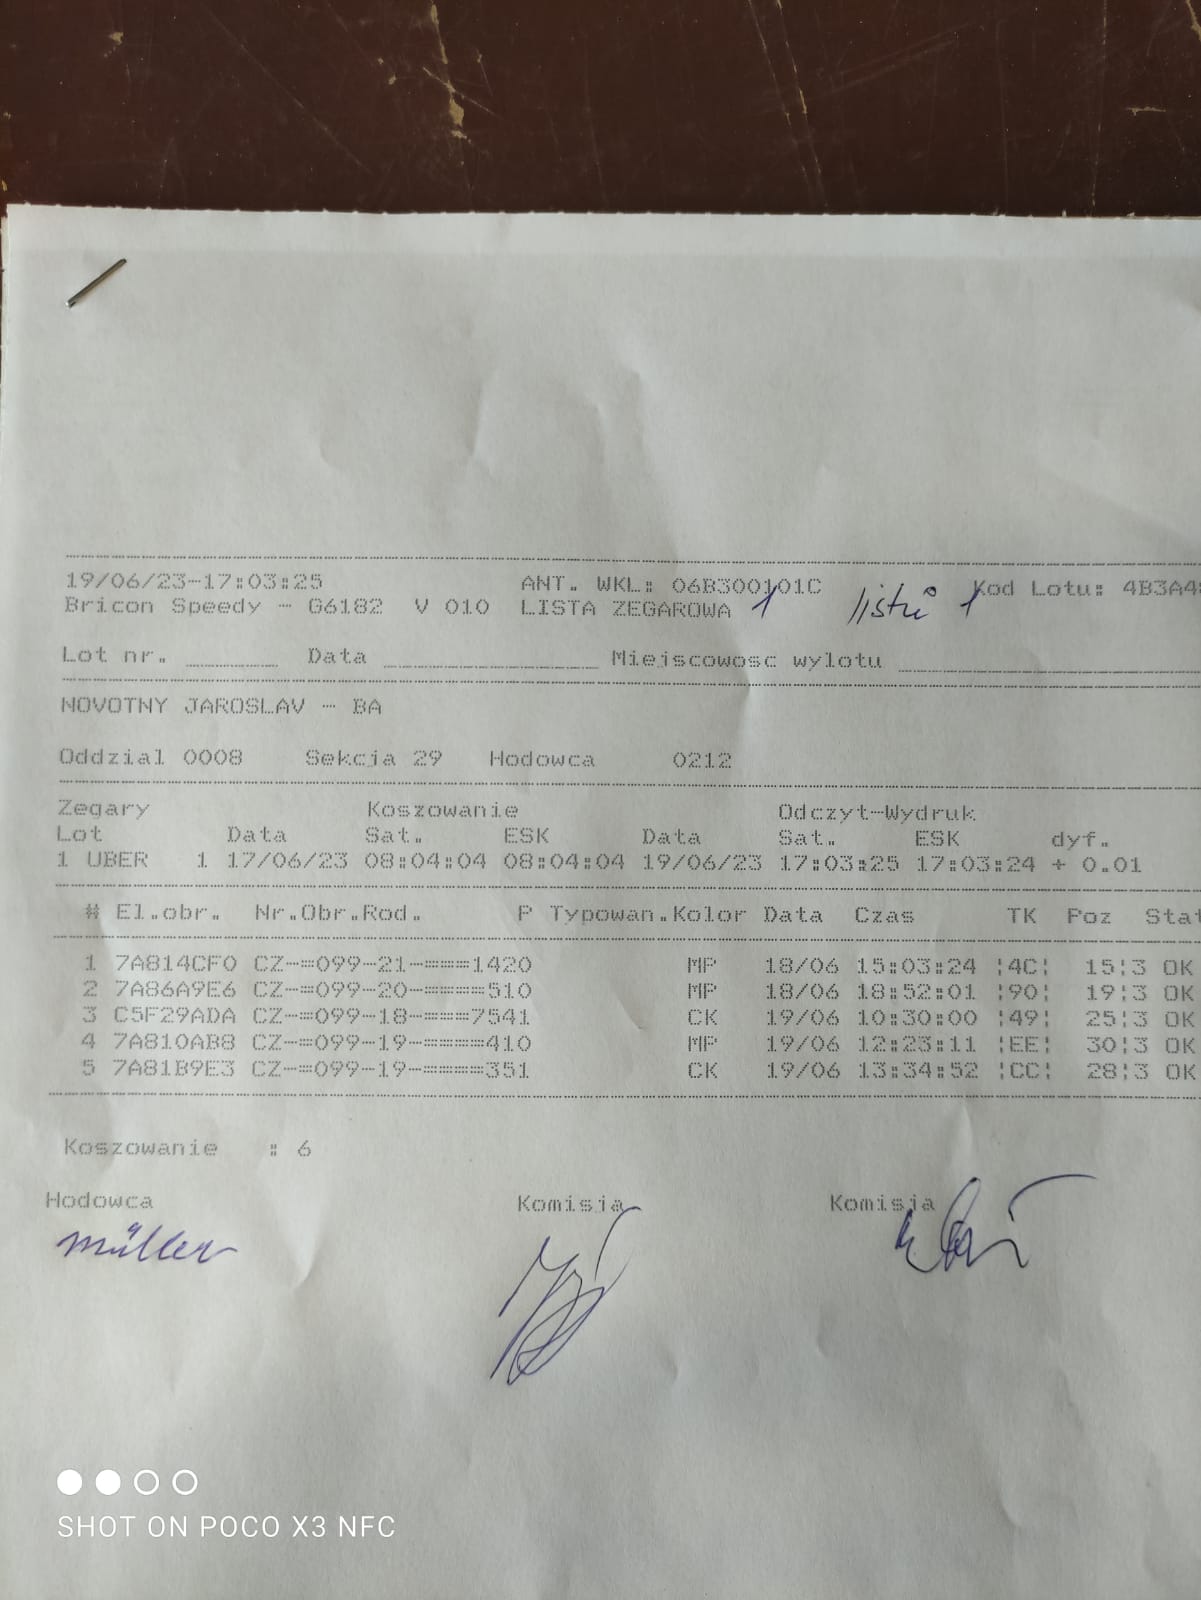 19/06/23-17:03:25 ANT. WKL: 06B300101C Kod Lotu: 4B3A4
Bricon Speedy - G6182 V 010 LISTA ZEGAROWA 1 listů 1
Lot nr. Data Miejscowosc wylotu
NOVOTNY JAROSLAV - BA
Oddzial 0008 Sekcja 29 Hodowca 0212
Zegary Koszowanie Odczyt-Wydruk
Lot Data Sat. ESK Data Sat. ESK dyf.
1 UBER 1 17/06/23 08:04:04 08:04:04 19/06/23 17:03:25 17:03:24 + 0.01
# El.obr. Nr.Obr.Rod. P Typowan.Kolor Data Czas TK Poz Stat
1 7A814CF0 CZ-=099-21-===1420 MP 18/06 15:03:24 ¦4C¦ 15¦3 OK
2 7A86A9E6 CZ-=099-20-====510 MP 18/06 18:52:01 ¦90¦ 19¦3 OK
3 C5F29ADA CZ-=099-18-===7541 CK 19/06 10:30:00 ¦49¦ 25¦3 OK
4 7A810AB8 CZ-=099-19-====410 MP 19/06 12:23:11 ¦EE¦ 30¦3 OK
5 7A81B9E3 CZ-=099-19-====351 CK 19/06 13:34:52 ¦CC¦ 28¦3 OK
Koszowanie : 6
Hodowca Komisja Komisja
Müller
SHOT ON POCO X3 NFC